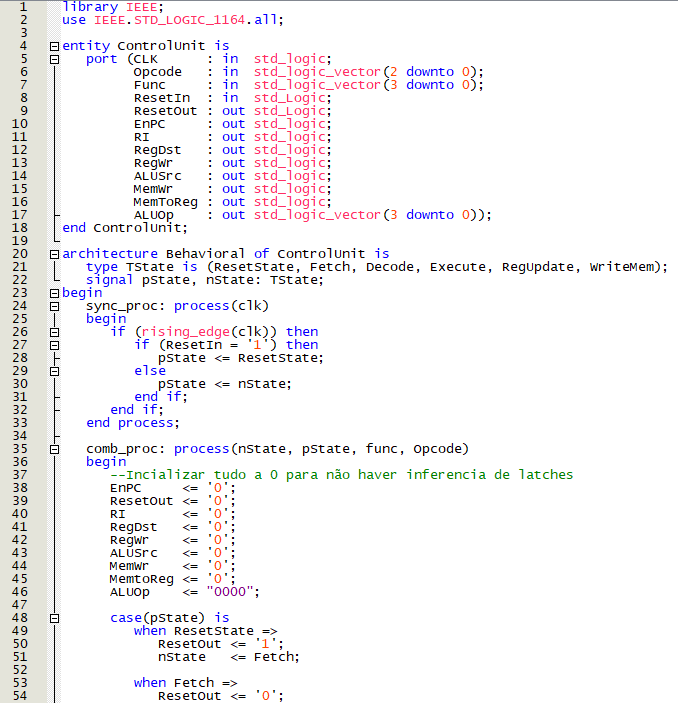 1 library IEEE;
2 use IEEE.STD_LOGIC_1164.all;
3
4 entity ControlUnit is
5    port (CLK      : in  std_logic;
6          Opcode   : in  std_logic_vector(2 downto 0);
7          Func     : in  std_logic_vector(3 downto 0);
8          ResetIn  : in  std_Logic;
9          ResetOut : out std_Logic;
10          EnPC     : out std_logic;
11          RI       : out std_logic;
12          RegDst   : out std_logic;
13          RegWr    : out std_logic;
14          ALUSrc   : out std_logic;
15          MemWr    : out std_logic;
16          MemToReg : out std_logic;
17          ALUOp    : out std_logic_vector(3 downto 0));
18 end ControlUnit;
19
20 architecture Behavioral of ControlUnit is
21    type TState is (ResetState, Fetch, Decode, Execute, RegUpdate, WriteMem);
22    signal pState, nState: TState;
23 begin
24    sync_proc: process(clk)
25    begin
26       if (rising_edge(clk)) then
27          if (ResetIn = '1') then
28             pState <= ResetState;
29          else
30             pState <= nState;
31          end if;
32       end if;
33    end process;
34
35    comb_proc: process(nState, pState, func, Opcode)
36    begin
37       --Incializar tudo a 0 para não haver inferencia de latches
38       EnPC     <= '0';
39       ResetOut <= '0';
40       RI       <= '0';
41       RegDst   <= '0';
42       RegWr    <= '0';
43       ALUSrc   <= '0';
44       MemWr    <= '0';
45       MemtoReg <= '0';
46       ALUOp    <= "0000";
47
48       case(pState) is
49          when ResetState =>
50             ResetOut <= '1';
51             nState   <= Fetch;
52
53          when Fetch =>
54             ResetOut <= '0';